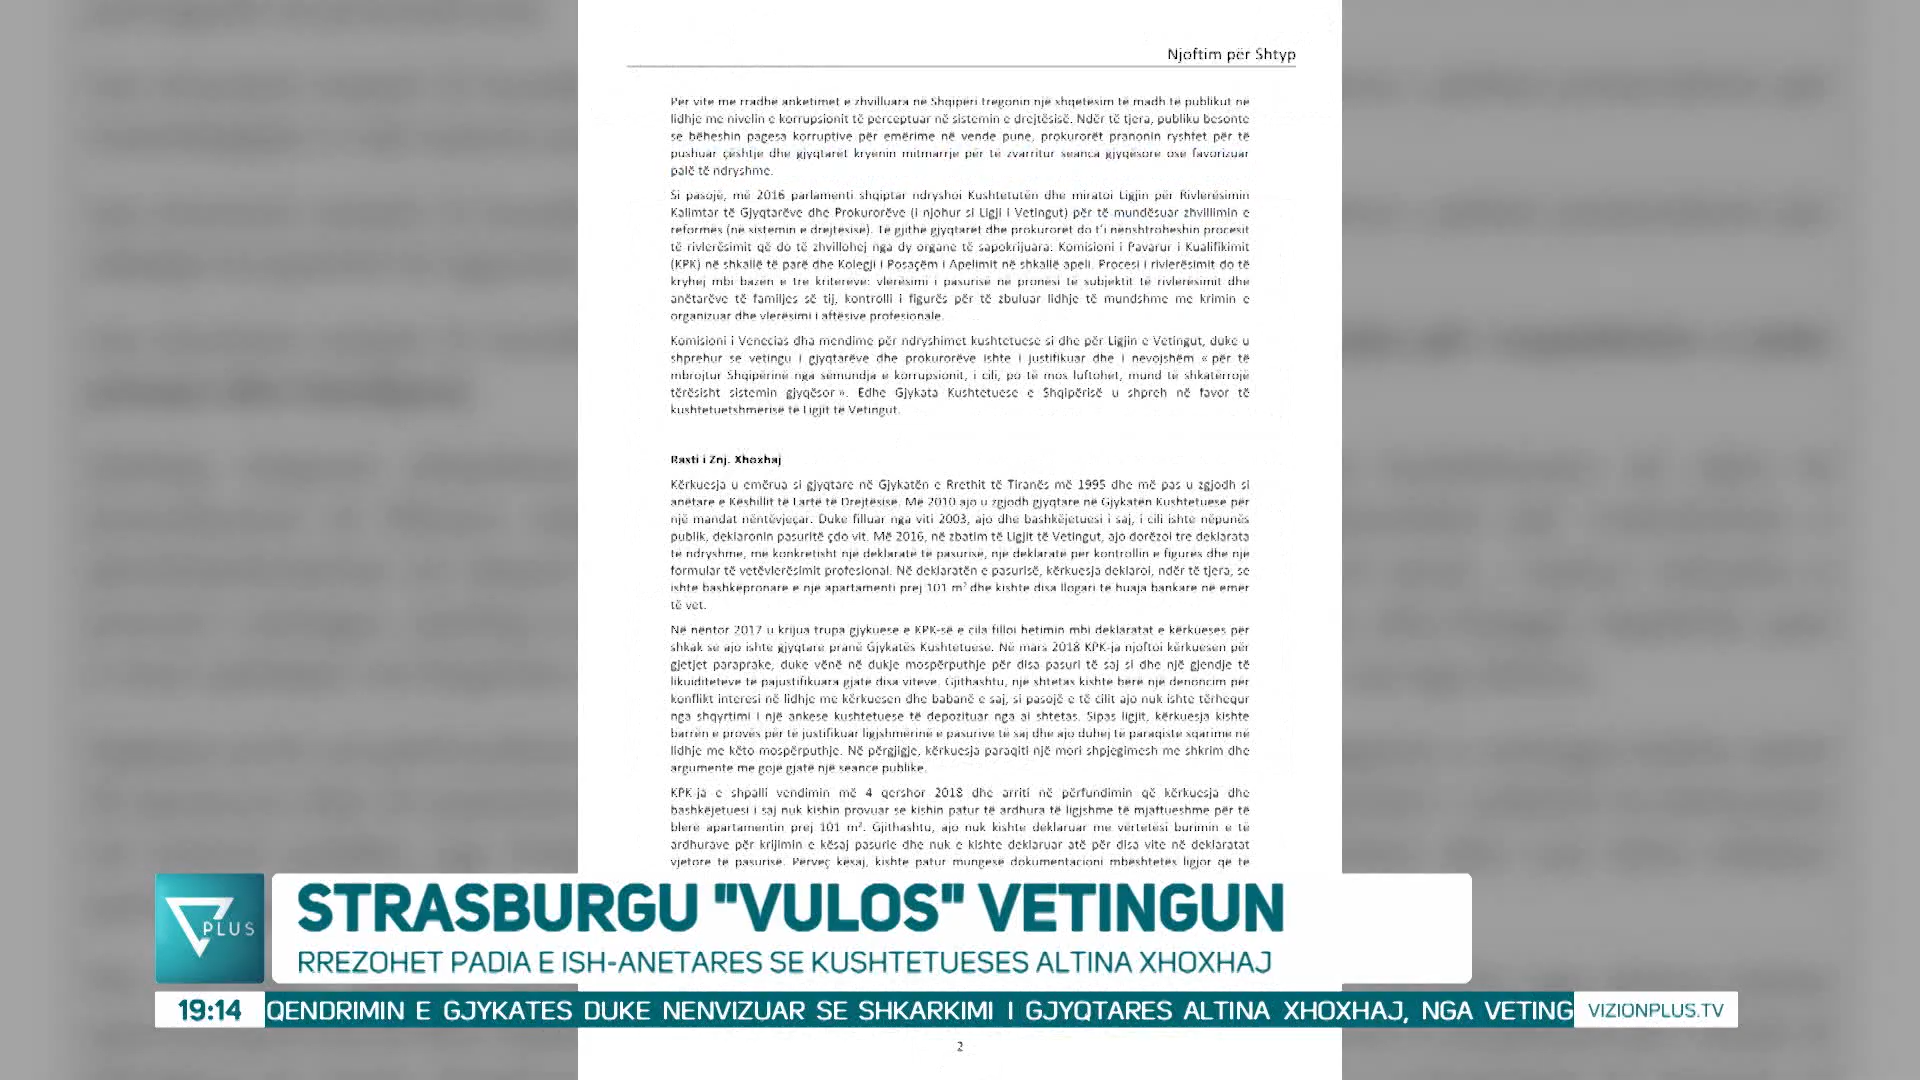 Njoftim për Shtyp
Për vite me rradhë anketimet e zhvilluara në Shqipëri tregonin një shqetësim të madh të publikut në
lidhje me nivelin e korrupsionit të perceptuar në sistemin e drejtësisë. Ndër të tjera, publiku besonte
se bëheshin pagesa korruptive për emërime në vende pune, prokurorët pranonin ryshfet për të
pushuar çështje dhe gjyqtarët kryenin mitmarrje për të zvarritur seanca gjyqësore ose favorizuar
palë të ndryshme.
Si pasojë, më 2016 parlamenti shqiptar ndryshoi Kushtetutën dhe miratoi Ligjin për Rivlerësimin
Kalimtar të Gjyqtarëve dhe Prokurorëve (i njohur si Ligji i Vetingut) për të mundësuar zhvillimin e
reformës (në sistemin e drejtësisë). Të gjithë gjyqtarët dhe prokurorët do t'i nënshtroheshin procesit
të rivlerësimit që do të zhvillohej nga dy organe të sapokrijuara: Komisioni i Pavarur i Kualifikimit
(KPK) në shkallë të parë dhe Kolegji i Posaçëm i Apelimit në shkallë apeli. Procesi i rivlerësimit do të
kryhej mbi bazën e tre kritereve: vlerësimi i pasurisë në pronësi të subjektit të rivlerësimit dhe
anëtarëve të familjes së tij, kontrolli i figurës për të zbuluar lidhje të mundshme me krimin e
organizuar dhe vlerësimi i aftësive profesionale.
Komisioni i Venecias dha mendime për ndryshimet kushtetuese si dhe për Ligjin e Vetingut, duke u
shprehur se vetingu i gjyqtarëve dhe prokurorëve ishte i justifikuar dhe i nevojshëm « për të
mbrojtur Shqipërinë nga sëmundja e korrupsionit, i cili, po të mos luftohet, mund të shkatërrojë
tërësisht sistemin gjyqësor ». Edhe Gjykata Kushtetuese e Shqipërisë u shpreh në favor të
kushtetuetshmërisë të Ligjit të Vetingut.
Rasti i Znj. Xhoxhaj
Kërkuesja u emërua si gjyqtare në Gjykatën e Rrethit të Tiranës më 1995 dhe më pas u zgjodh si
anëtare e Këshillit të Lartë të Drejtësisë. Më 2010 ajo u zgjodh gjyqtare në Gjykatën Kushtetuese për
një mandat nëntëvjeçar. Duke filluar nga viti 2003, ajo dhe bashkëjetuesi i saj, i cili ishte nëpunës
publik, deklaronin pasuritë çdo vit. Më 2016, në zbatim të Ligjit të Vetingut, ajo dorëzoi tre deklarata
të ndryshme, më konkretisht një deklaratë të pasurisë, një deklaratë për kontrollin e figurës dhe një
formular të vetëvlerësimit profesional. Në deklaratën e pasurisë, kërkuesja deklaroi, ndër të tjera, se
ishte bashkëpronare e një apartamenti prej 101 m² dhe kishte disa llogari të huaja bankare në emër
të vet.
Në nëntor 2017 u krijua trupa gjykuese e KPK-së e cila filloi hetimin mbi deklaratat e kërkueses për
shkak se ajo ishte gjyqtare pranë Gjykatës Kushtetuese. Në mars 2018 KPK-ja njoftoi kërkuesen për
gjetjet paraprake, duke vënë në dukje mospërputhje për disa pasuri të saj si dhe një gjendje të
likuiditeteve të pajustifikuara gjatë disa viteve. Gjithashtu, një shtetas kishte bërë një denoncim për
konflikt interesi në lidhje me kërkuesen dhe babanë e saj, si pasojë e të cilit ajo nuk ishte tërhequr
nga shqyrtimi i një ankese kushtetuese të depozituar nga ai shtetas. Sipas ligjit, kërkuesja kishte
barrën e provës për të justifikuar ligjshmërinë e pasurive të saj dhe ajo duhej të paraqiste sqarime në
lidhje me këto mospërputhje. Në përgjigje, kërkuesja paraqiti një mori shpjegimesh me shkrim dhe
argumente me gojë gjatë një seance publike.
KPK-ja e shpalli vendimin më 4 qershor 2018 dhe arriti në përfundimin që kërkuesja dhe
bashkëjetuesi i saj nuk kishin provuar se kishin patur të ardhura të ligjshme të mjaftueshme për të
blerë apartamentin prej 101 m². Gjithashtu, ajo nuk kishte deklaruar me vërtetësi burimin e të
ardhurave për krijimin e kësaj pasurie dhe nuk e kishte deklaruar atë për disa vite në deklaratat
vjetore të pasurisë. Përveç kësaj, kishte patur mungesë dokumentacioni mbështetës ligjor që të
PLUS
STRASBURGU "VULOS" VETINGUN
RREZOHET PADIA E ISH-ANETARES SE KUSHTETUESES ALTINA XHOXHAJ
19:14 QENDRIMIN E GJYKATES DUKE NENVIZUAR SE SHKARKIMI I GJYQTARES ALTINA XHOXHAJ, NGA VETING VIZIONPLUS.TV
2